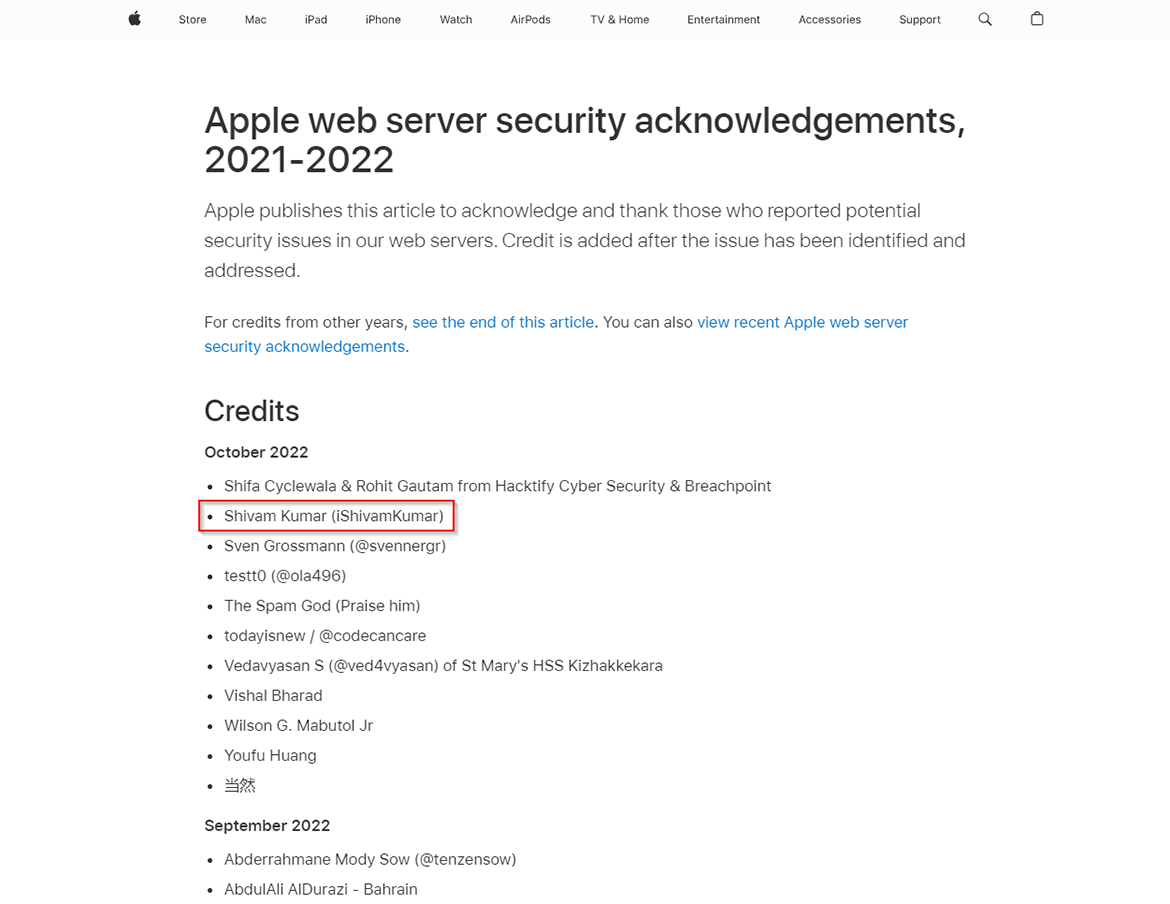 Store Mac iPad iPhone Watch AirPods TV & Home Entertainment Accessories Support
Apple web server security acknowledgements,
2021-2022
Apple publishes this article to acknowledge and thank those who reported potential
security issues in our web servers. Credit is added after the issue has been identified and
addressed.
For credits from other years, see the end of this article. You can also view recent Apple web server
security acknowledgements.
Credits
October 2022
• Shifa Cyclewala & Rohit Gautam from Hacktify Cyber Security & Breachpoint
• Shivam Kumar (iShivamKumar)
• Sven Grossmann (@svennergr)
• testt0 (@ola496)
• The Spam God (Praise him)
• todayisnew / @codecancare
• Vedavyasan S (@ved4vyasan) of St Mary's HSS Kizhakkekara
• Vishal Bharad
• Wilson G. Mabutol Jr
• Youfu Huang
• 当然
September 2022
• Abderrahmane Mody Sow (@tenzensow)
• AbdulAli AlDurazi - Bahrain